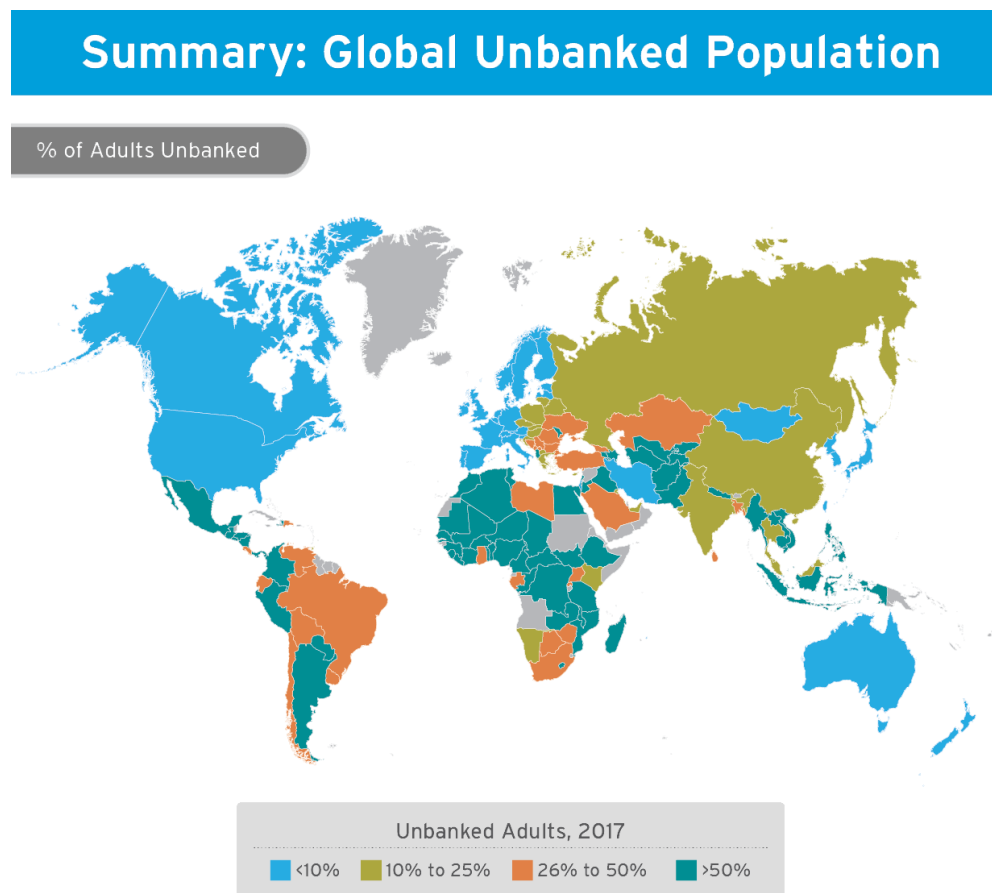 Summary: Global Unbanked Population
% of Adults Unbanked
Unbanked Adults, 2017
<10% 10% to 25% 26% to 50% >50%